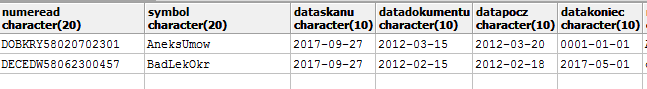 numeread symbol dataskanu datadokumentu datapocz datakoniec
character(20) character(20) character(10) character(10) character(10) character(10)
DOBKRY58020702301 AneksUmow 2017-09-27 2012-03-15 2012-03-20 0001-01-01
DECEDW58062300457 BadLekOkr 2017-09-27 2012-02-15 2012-02-18 2017-05-01